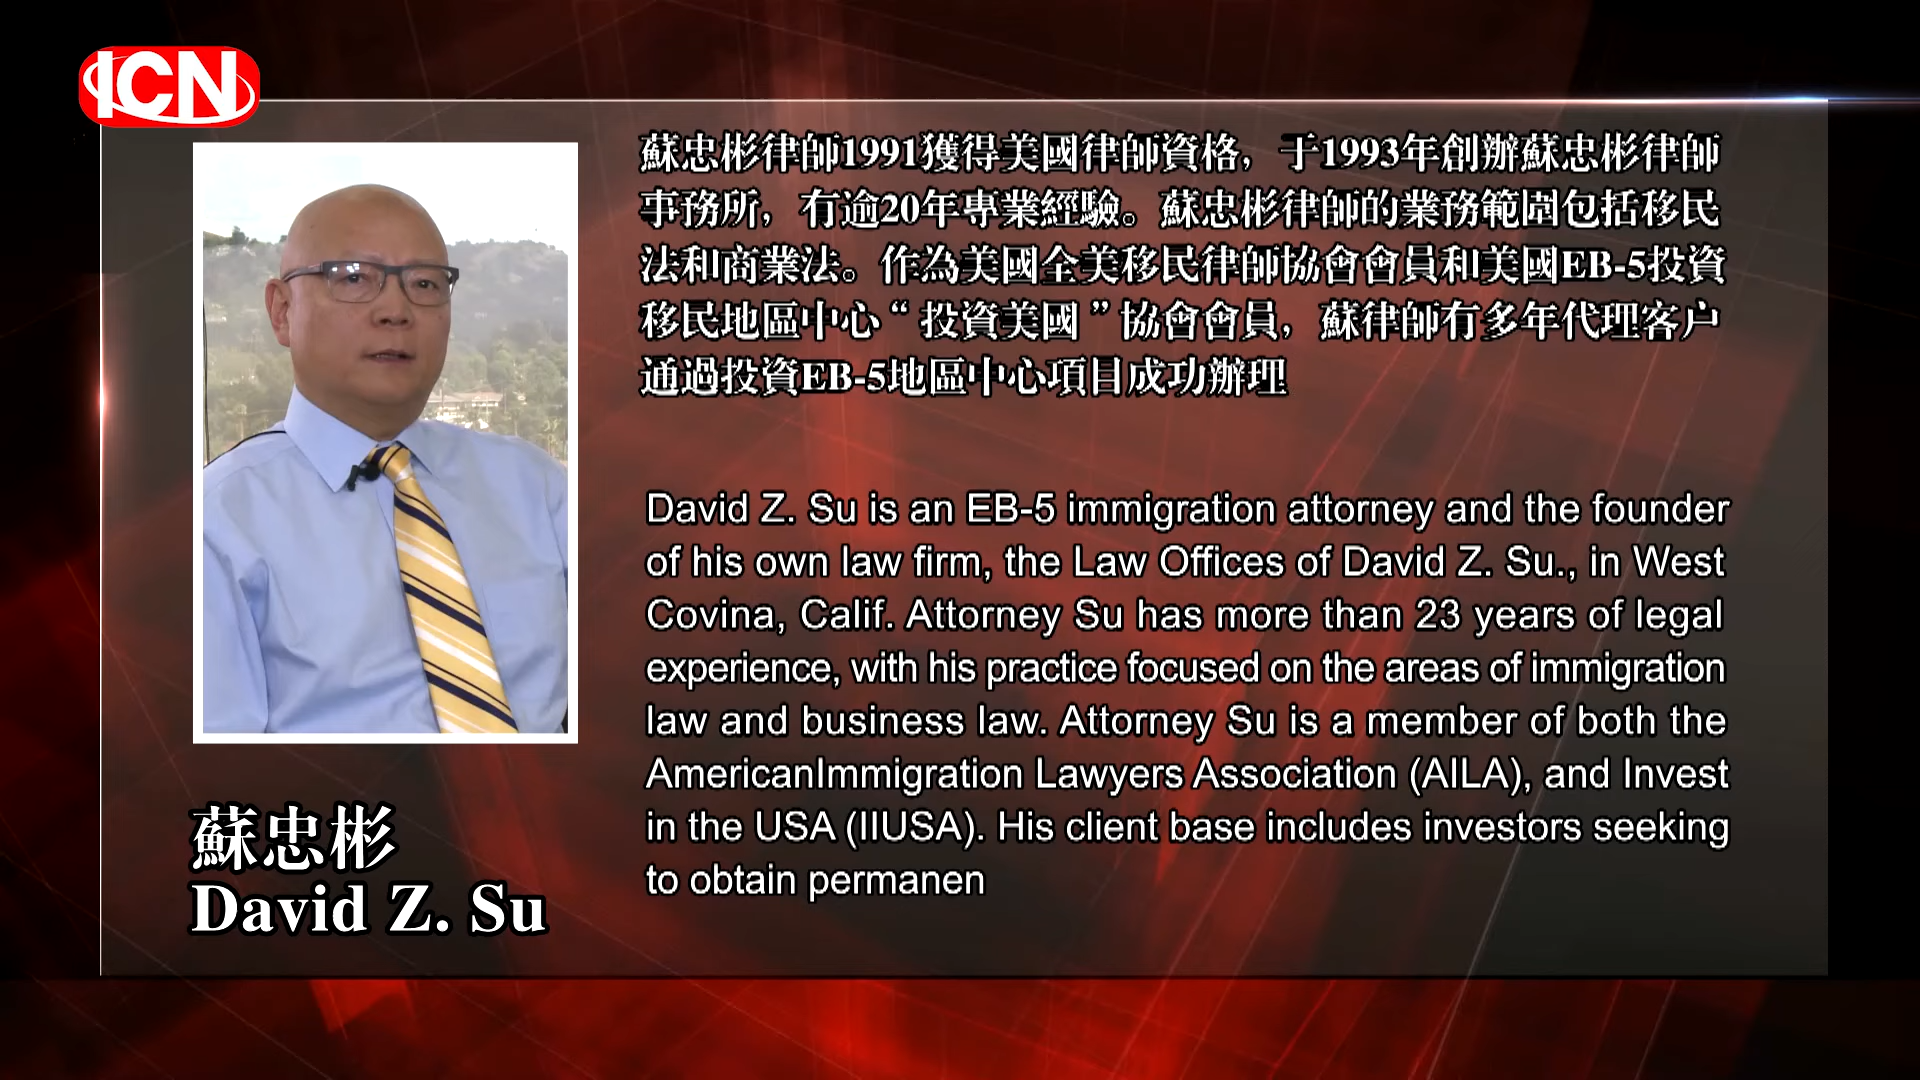 ICN
蘇忠彬律師1991獲得美國律師資格，于1993年創辦蘇忠彬律師
事務所，有逾20年專業經驗。蘇忠彬律師的業務範圍包括移民
法和商業法。作為美國全美移民律師協會會員和美國EB-5投資
移民地區中心“投資美國”協會會員，蘇律師有多年代理客户
通過投資EB-5地區中心項目成功辦理
David Z. Su is an EB-5 immigration attorney and the founder
of his own law firm, the Law Offices of David Z. Su., in West
Covina, Calif. Attorney Su has more than 23 years of legal
experience, with his practice focused on the areas of immigration
law and business law. Attorney Su is a member of both the
AmericanImmigration Lawyers Association (AILA), and Invest
in the USA (IIUSA). His client base includes investors seeking
to obtain permanen
蘇忠彬
David Z. Su